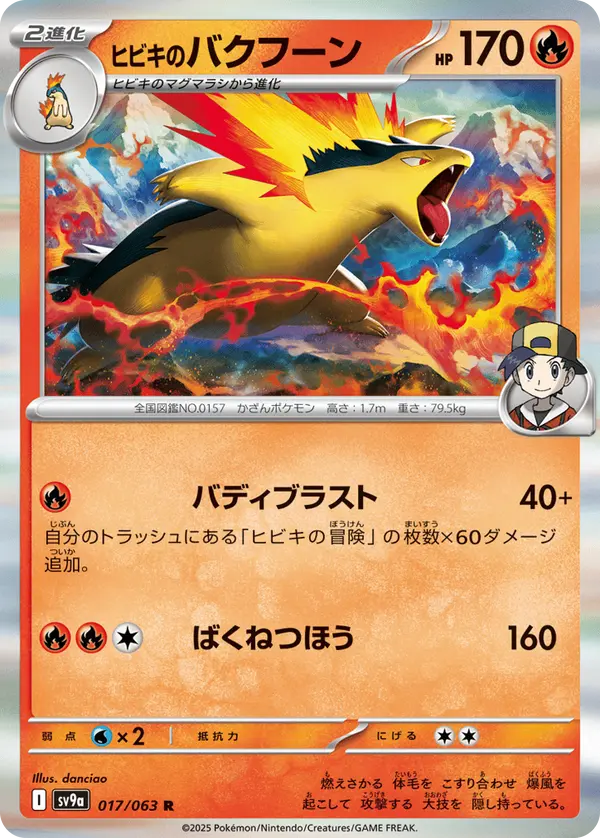 2進化
ヒビキのバクフーン
HP 170
ヒビキのマグマラシから進化
全国図鑑NO.0157 かざんポケモン 高さ:1.7m 重さ:79.5kg
バディブラスト 40+
自分のトラッシュにある「ヒビキの冒険」の枚数×60ダメージ
追加。
ばくねつほう 160
弱点 ×2 抵抗力 にげる
Illus. danciao
I sv9a 017/063 R
燃えさかる 体毛を こすり合わせ 爆風を
起こして 攻撃する 大技を 隠し持っている。
©2025 Pokémon/Nintendo/Creatures/GAME FREAK.